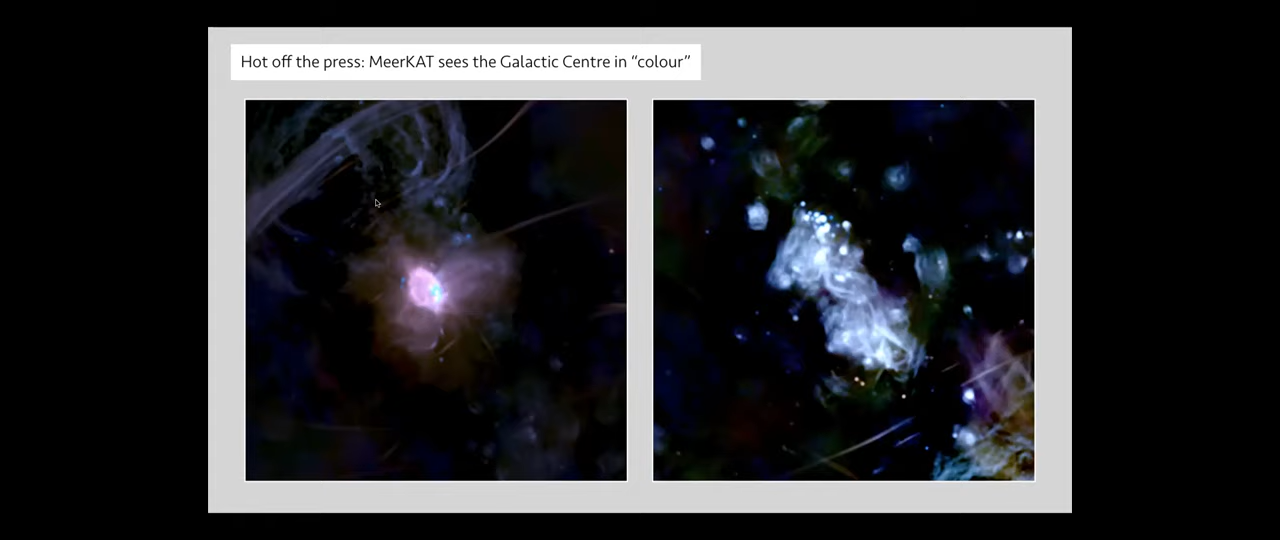 Hot off the press: MeerKAT sees the Galactic Centre in “colour”